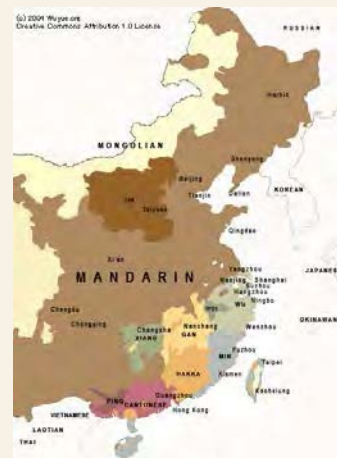 (c) 2004 Wuyue.org
Creative Commons Attribution 1.0 License
RUSSIAN
Harbin
MONGOLIAN
Shenyang
Beijing
Tianjin
Dalian
KOREAN
JIN
Taiyuan
Qingdao
Xi'an
MANDARIN
JAPANESE
Yangzhou
Nanjing
Shanghai
Suzhou
Hangzhou
Ningbo
WU
Chengdu
Chongqing
Changsha
XIANG
Nanchang
GAN
Wenzhou
OKINAWAN
MIN
Fuzhou
Taipei
HAKKA
Xiamen
Kaohsiung
PING
CANTONESE
Guangzhou
Hong Kong
VIETNAMESE
LAOTIAN
THAI